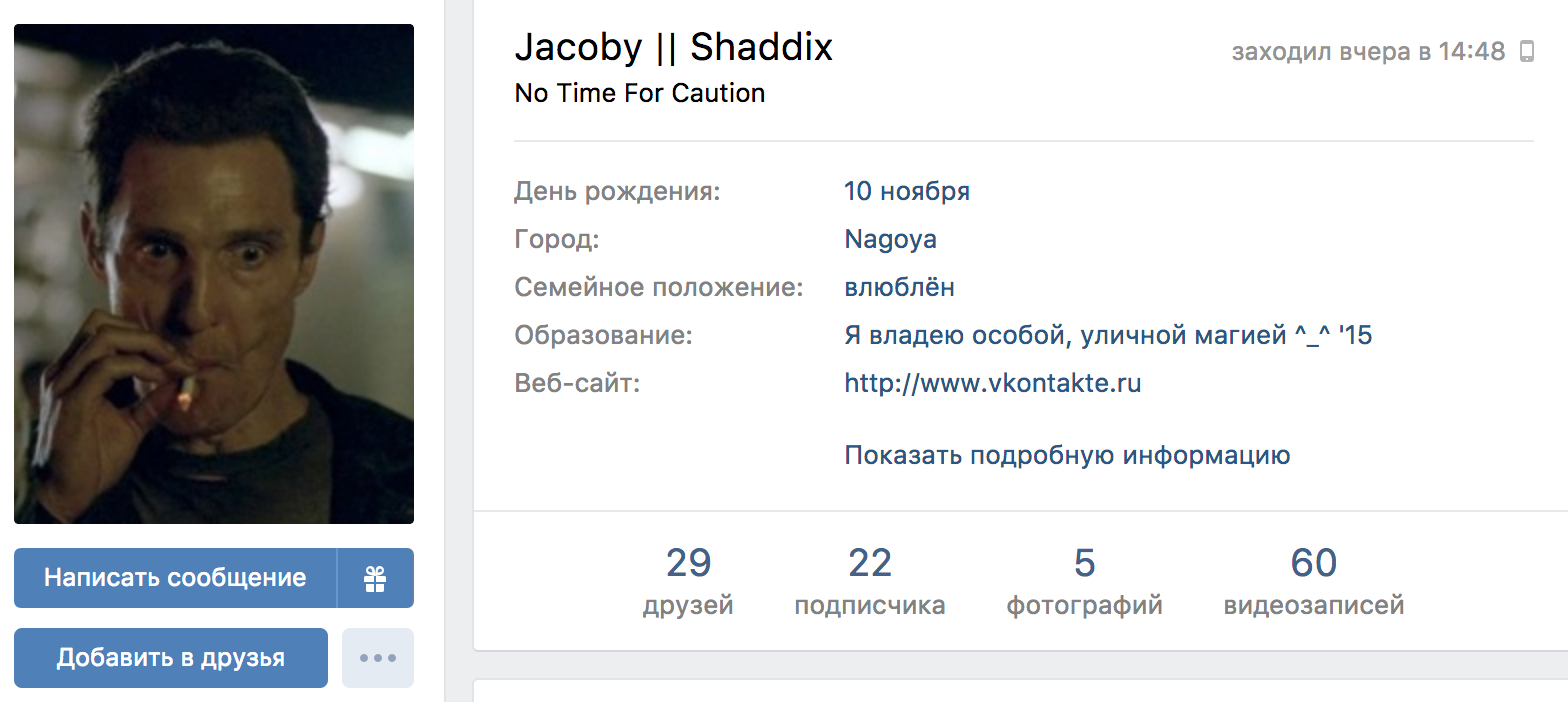 Jacoby || Shaddix
заходил вчера в 14:48
No Time For Caution
День рождения: 10 ноября
Город: Nagoya
Семейное положение: влюблён
Образование: Я владею особой, уличной магией ^_^ '15
Веб-сайт: http://www.vkontakte.ru
Показать подробную информацию
29 22 5 60
друзей подписчика фотографий видеозаписей
Написать сообщение
Добавить в друзья